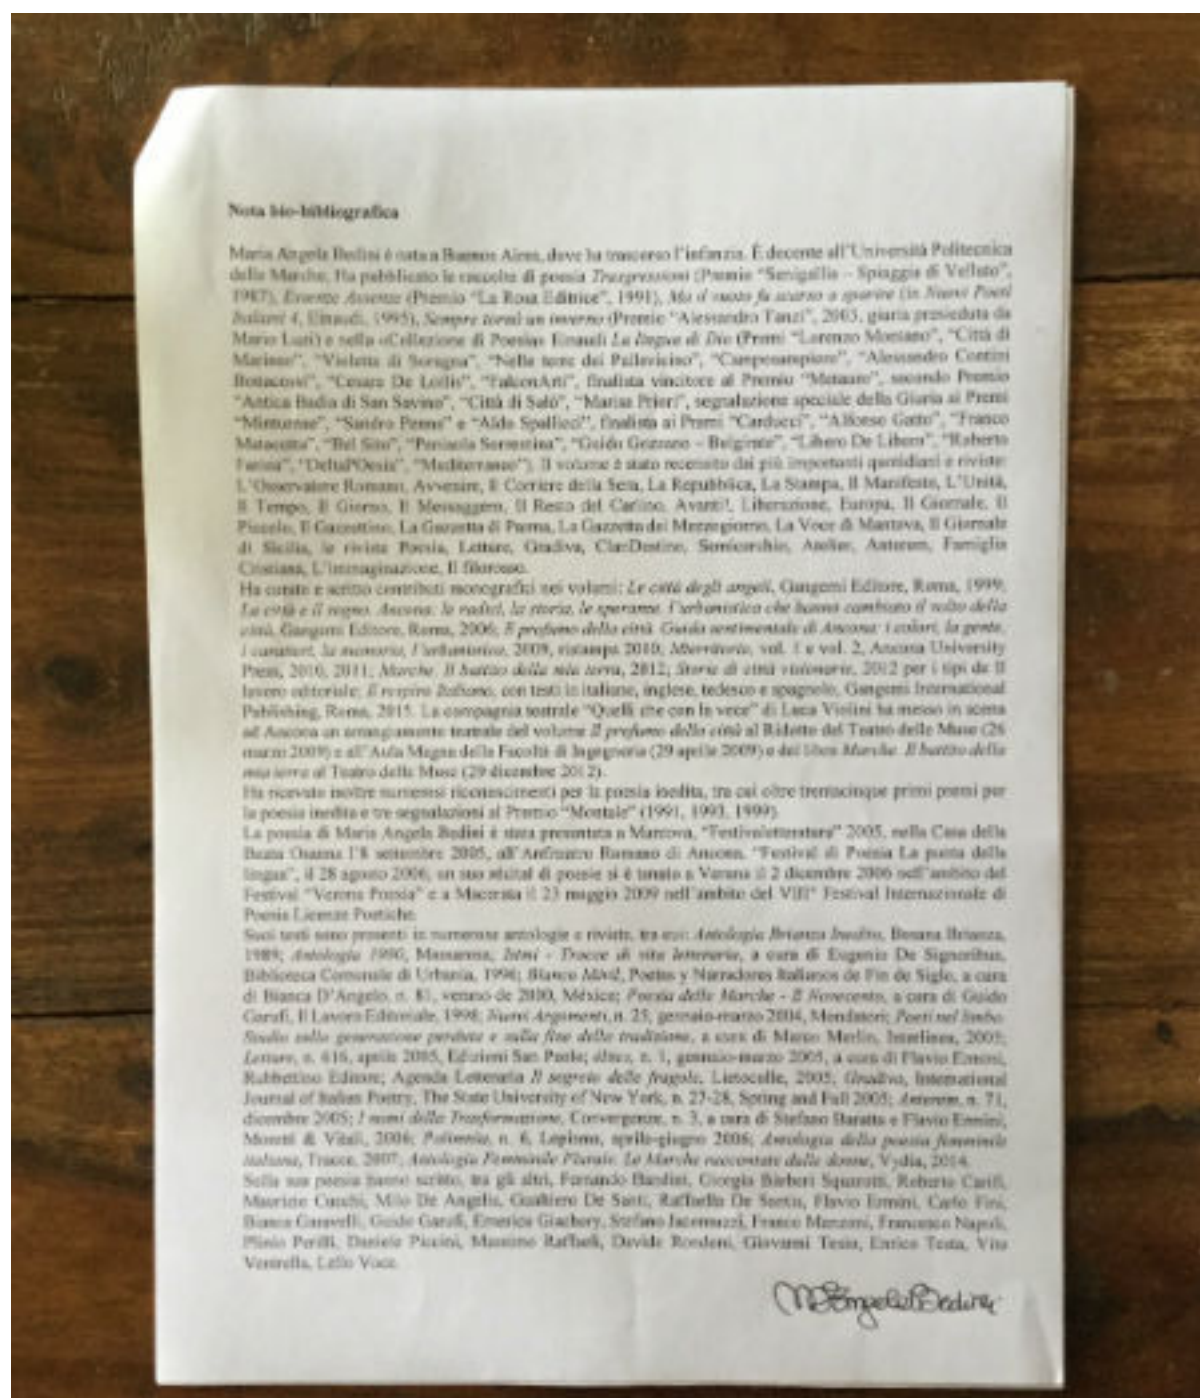 Nota bio-bibliografica
Maria Angela Bedini è nata a Buenos Aires, dove ha trascorso l'infanzia. È docente all'Università Politecnica
delle Marche. Ha pubblicato le raccolte di poesia Trasgressioni (Premio "Senigallia – Spiaggia di Velluto",
1987), Assente (Premio "La Rosa Editrice", 1991), Ma il vuoto fu scarno a sparire (in Nuovi Poeti
Italiani 4, Einaudi, 1995), Sempre tornò un inverno (Premio "Alessandro Tanzi", 2003, giuria presieduta da
Mario Luzi) e nella «Collezione di Poesia» Einaudi La lingua di Dio (Premi "Lorenzo Montano", "Città di
Marineo", "Violetta di Soragna", "Nelle terre dei Pallavicino", "Camposampiero", "Alessandro Contini
Bonacossi", "Cesare De Lollis", "FalconArti", finalista vincitore al Premio "Metauro", secondo Premio
"Antica Badia di San Savino", "Città di Salò", "Marisa Priori", segnalazione speciale della Giuria ai Premi
"Minturnae", "Sandro Penna" e "Aldo Spallicci", finalista ai Premi "Carducci", "Alfonso Gatto", "Franco
Matacotta", "Bel Sito", "Penisola Sorrentina", "Guido Gozzano – Belgirate", "Libero De Libero", "Roberto
Farina", "DeltaPOesia", "Mediterraneo"). Il volume è stato recensito dai più importanti quotidiani e riviste:
L'Osservatore Romano, Avvenire, Il Corriere della Sera, La Repubblica, La Stampa, Il Manifesto, L'Unità,
Il Tempo, Il Giorno, Il Messaggero, Il Resto del Carlino, Avanti!, Liberazione, Europa, Il Giornale, Il
Piccolo, Il Gazzettino, La Gazzetta di Parma, La Gazzetta del Mezzogiorno, La Voce di Mantova, Il Giornale
di Sicilia, le riviste Poesia, Letture, Gradiva, ClanDestino, Semicerchio, Atelier, Anterem, Famiglia
Cristiana, L'immaginazione, Il filorosso.
Ha curato e scritto contributi monografici nei volumi: Le città degli angeli, Gangemi Editore, Roma, 1999;
La città e il sogno. Ancona: le radici, la storia, le speranze. l'urbanistica che hanno cambiato il volto della
città, Gangemi Editore, Roma, 2006; Il profumo della città. Guida sentimentale di Ancona: i colori, la gente,
i caratteri, la memoria, l'urbanistica, 2009, ristampa 2010; vol. 1 e vol. 2, Ancona University
Press, 2010, 2011; Marche. Il battito della mia terra, 2012; Storie di città visionarie, 2012 per i tipi de Il
lavoro editoriale; Il respiro Italiano, con testi in italiano, inglese, tedesco e spagnolo, Gangemi International
Publishing, Roma, 2015. La compagnia teatrale "Quelli che con la voce" di Luca Violini ha messo in scena
ad Ancona un arrangiamento teatrale del volume Il profumo della città al Ridotto del Teatro delle Muse (26
marzo 2009) e all'Aula Magna della Facoltà di Ingegneria (29 aprile 2009) e del libro Marche. Il battito della
mia terra al Teatro delle Muse (29 dicembre 2012).
Ha ricevuto inoltre numerosi riconoscimenti per la poesia inedita, tra cui oltre trentacinque primi premi per
la poesia inedita e tre segnalazioni al Premio "Montale" (1991, 1993, 1999).
La poesia di Maria Angela Bedini è stata presentata a Mantova, "Festivaletteratura" 2005, nella Casa della
Beata Osanna l'8 settembre 2005, all'Anfiteatro Romano di Ancona, "Festival di Poesia La punta della
lingua", il 28 agosto 2006; un suo récital di poesie si è tenuto a Verona il 2 dicembre 2006 nell'ambito del
Festival "Verona Poesia" e a Macerata il 23 maggio 2009 nell'ambito del VIII° Festival Internazionale di
Poesia Licenze Poetiche.
Suoi testi sono presenti in numerose antologie e riviste, tra cui: Antologia Brianza Inedito, Besana Brianza,
1989; Antologia 1990, Istmi - Tracce di vita letteraria, a cura di Eugenio De Signoribus,
Biblioteca Comunale di Urbania, 1996; Blanco Móvil, Poetas y Narradores Italianos de Fin de Siglo, a cura
di Bianca D'Angelo, n. 81, verano de 2000, México; Poesia delle Marche - Il Novecento, a cura di Guido
Garufi, Il Lavoro Editoriale, 1998; Nuovi Argomenti, n. 25, gennaio-marzo 2004, Mondadori; Poeti nel limbo.
Studio sulla generazione perduta e sulla fine della tradizione, a cura di Marco Merlin, Interlinea, 2005;
Letture, n. 616, aprile 2005, Edizioni San Paolo; n. 1, gennaio-marzo 2005, a cura di Flavio Ermini,
Rubbettino Editore; Agenda Letteraria Il segreto delle fragole, Lietocolle, 2005; Gradiva, International
Journal of Italian Poetry, The State University of New York, n. 27-28, Spring and Fall 2005; Anterem, n. 71,
dicembre 2005; I nomi della Trasformazione, Convergenze, n. 3, a cura di Stefano Baratta e Flavio Ermini,
Moretti & Vitali, 2006; Polimnia, n. 6, Lepisma, aprile-giugno 2006; Antologia della poesia femminile
italiana, Tracce, 2007; Antologia Femminile Plurale. Le Marche raccontate dalle donne, Vydia, 2014.
Sulla sua poesia hanno scritto, tra gli altri, Fernando Bandini, Giorgio Bàrberi Squarotti, Roberto Carifi,
Maurizio Cucchi, Milo De Angelis, Gualtiero De Santi, Raffaella De Santis, Flavio Ermini, Carlo Fini,
Bianca Garavelli, Guido Garufi, Emerico Giachery, Stefano Jacomuzzi, Franco Manzoni, Francesco Napoli,
Plinio Perilli, Daniele Piccini, Massimo Raffaeli, Davide Rondoni, Giovanni Tesio, Enrico Testa, Vito
Ventrella, Lello Voce.
M. Angela Bedini